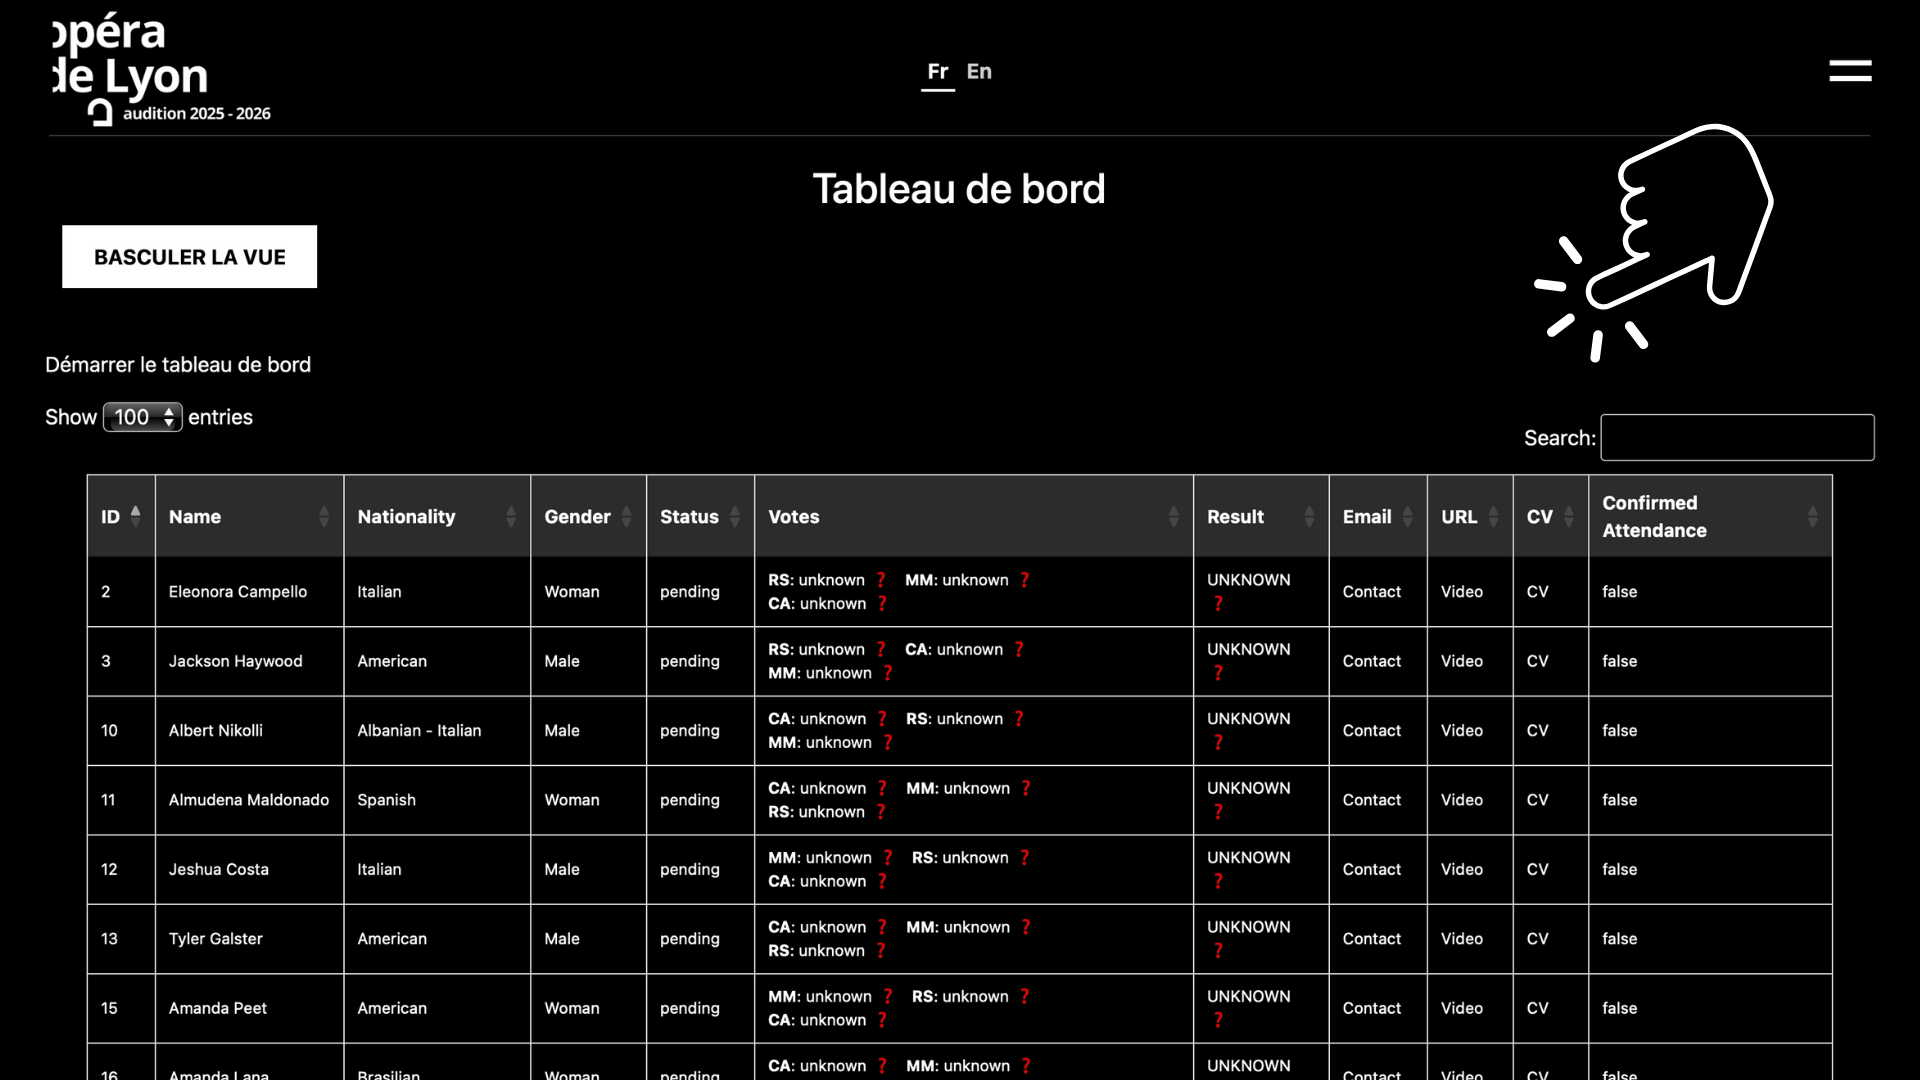 opéra
de Lyon
audition 2025 - 2026
Fr En
Tableau de bord
BASCULER LA VUE
Démarrer le tableau de bord
Show 100 entries
Search:
ID Name Nationality Gender Status Votes Result Email URL CV Confirmed Attendance
2 Eleonora Campello Italian Woman pending RS: unknown ❓ MM: unknown ❓ CA: unknown ❓ UNKNOWN ❓ Contact Video CV false
3 Jackson Haywood American Male pending RS: unknown ❓ CA: unknown ❓ MM: unknown ❓ UNKNOWN ❓ Contact Video CV false
10 Albert Nikolli Albanian - Italian Male pending CA: unknown ❓ RS: unknown ❓ MM: unknown ❓ UNKNOWN ❓ Contact Video CV false
11 Almudena Maldonado Spanish Woman pending CA: unknown ❓ MM: unknown ❓ RS: unknown ❓ UNKNOWN ❓ Contact Video CV false
12 Jeshua Costa Italian Male pending MM: unknown ❓ RS: unknown ❓ CA: unknown ❓ UNKNOWN ❓ Contact Video CV false
13 Tyler Galster American Male pending CA: unknown ❓ MM: unknown ❓ RS: unknown ❓ UNKNOWN ❓ Contact Video CV false
15 Amanda Peet American Woman pending MM: unknown ❓ RS: unknown ❓ CA: unknown ❓ UNKNOWN ❓ Contact Video CV false
16 Amanda Lana Brasilian Woman pending CA: unknown ❓ MM: unknown ❓ UNKNOWN Contact Video CV false